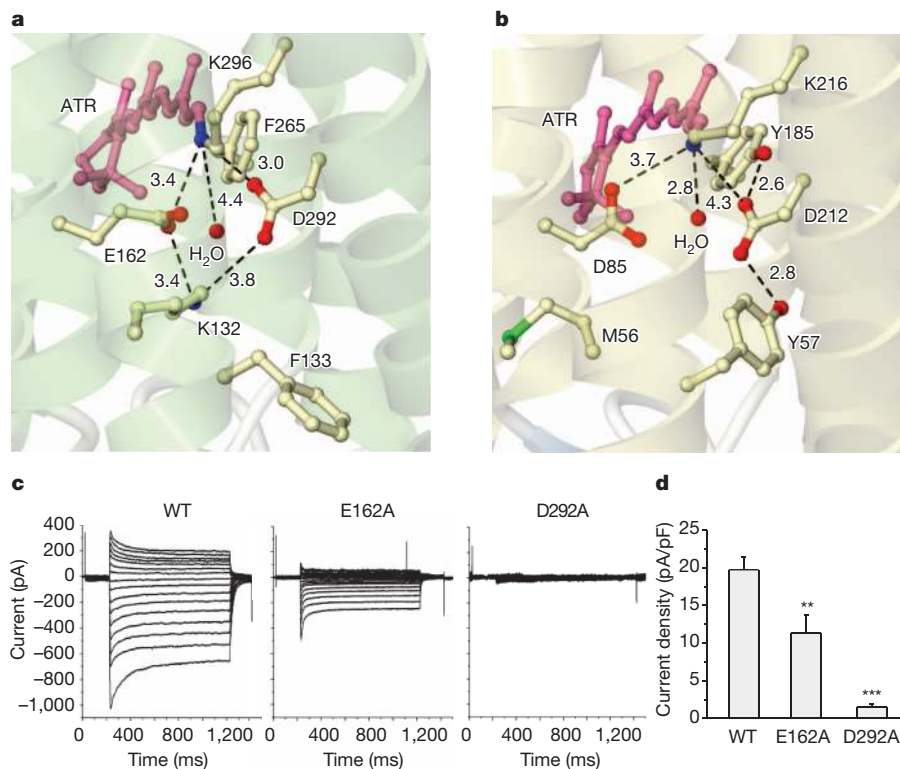 a
K296
ATR
F265
3.0
3.4
4.4
D292
E162
H2O
3.4
3.8
K132
F133
b
K216
ATR
Y185
3.7
2.8
2.6
4.3
D212
H2O
D85
2.8
M56
Y57
c
WT
E162A
D292A
Current (pA)
400
200
0
−200
−400
−600
−800
−1,000
0 400 800 1,200
0 400 800 1,200
0 400 800 1,200
Time (ms)
Time (ms)
Time (ms)
d
Current density (pA/pF)
25
20
15
10
5
0
**
***
WT
E162A
D292A